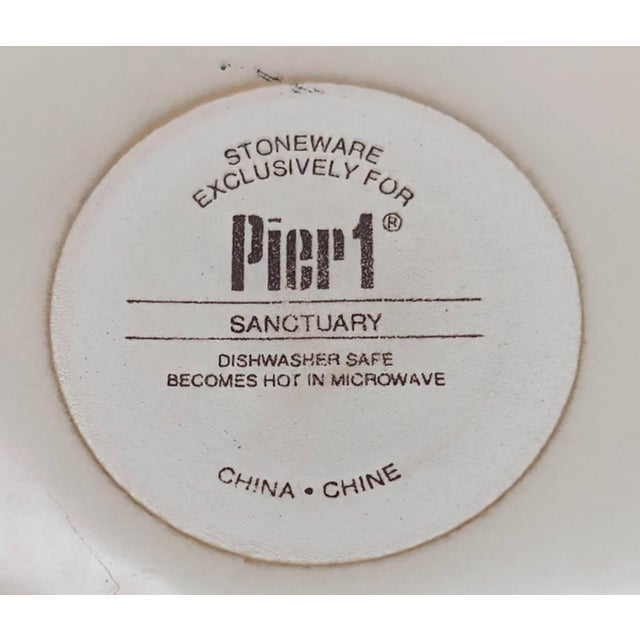 STONEWARE
EXCLUSIVELY FOR
Pier1®
SANCTUARY
DISHWASHER SAFE
BECOMES HOT IN MICROWAVE
CHINA • CHINE